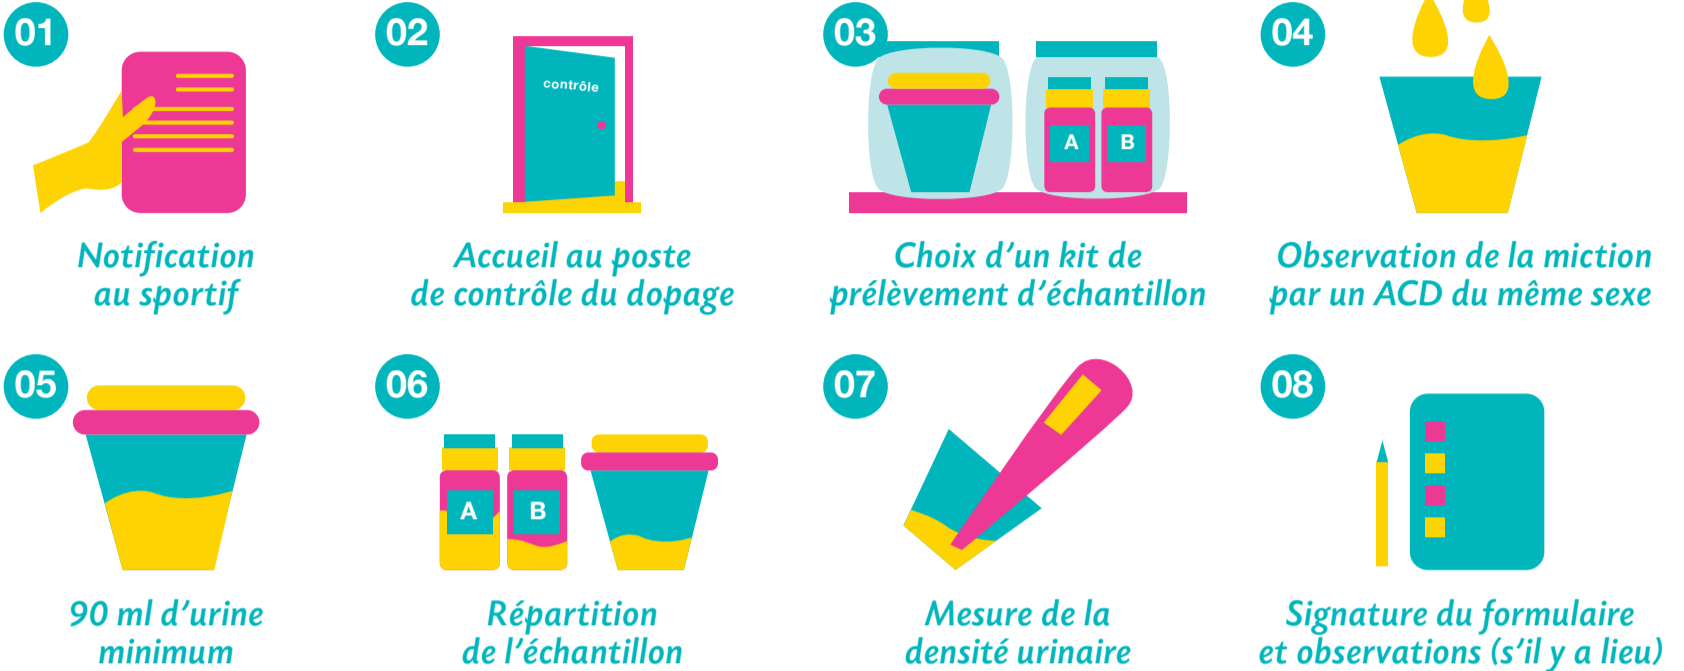 01
Notification
au sportif
02
contrôle
Accueil au poste
de contrôle du dopage
03
A
B
Choix d’un kit de
prélèvement d’échantillon
04
Observation de la miction
par un ACD du même sexe
05
90 ml d’urine
minimum
06
A
B
Répartition
de l’échantillon
07
Mesure de la
densité urinaire
08
Signature du formulaire
et observations (s’il y a lieu)